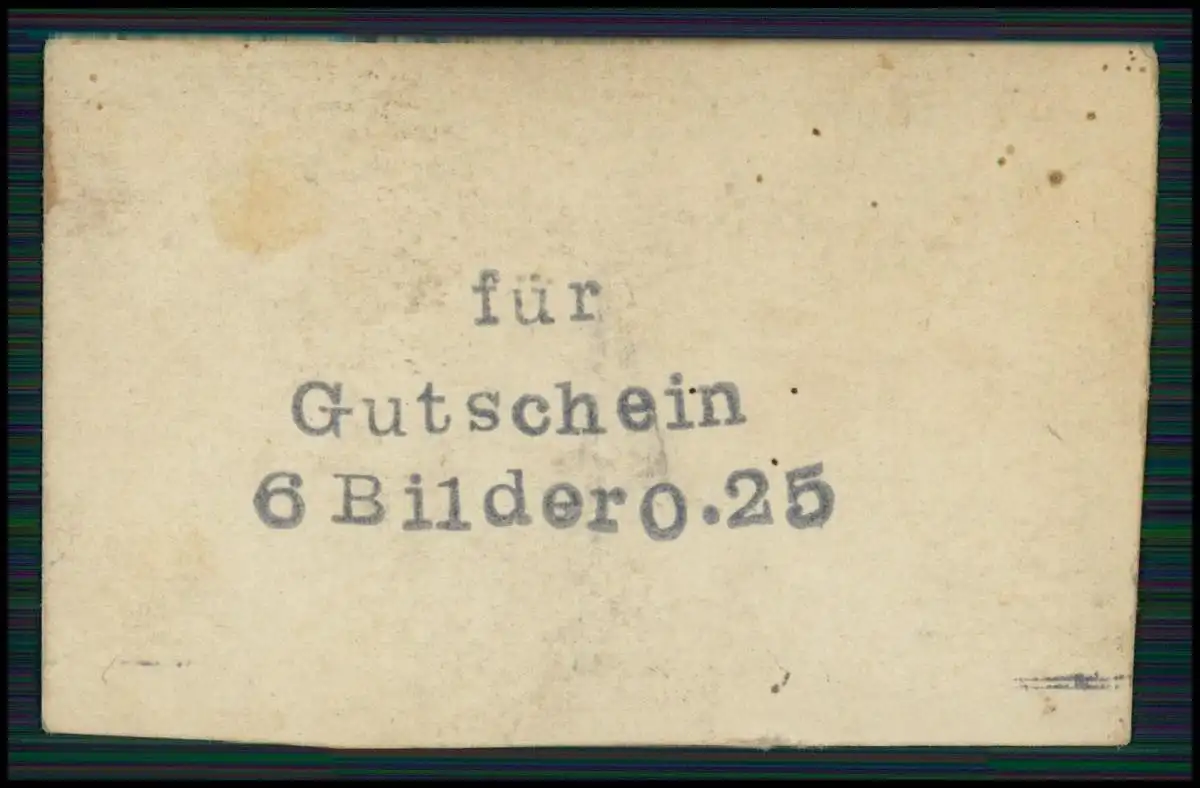 für
Gutschein
6 Bilder 0.25